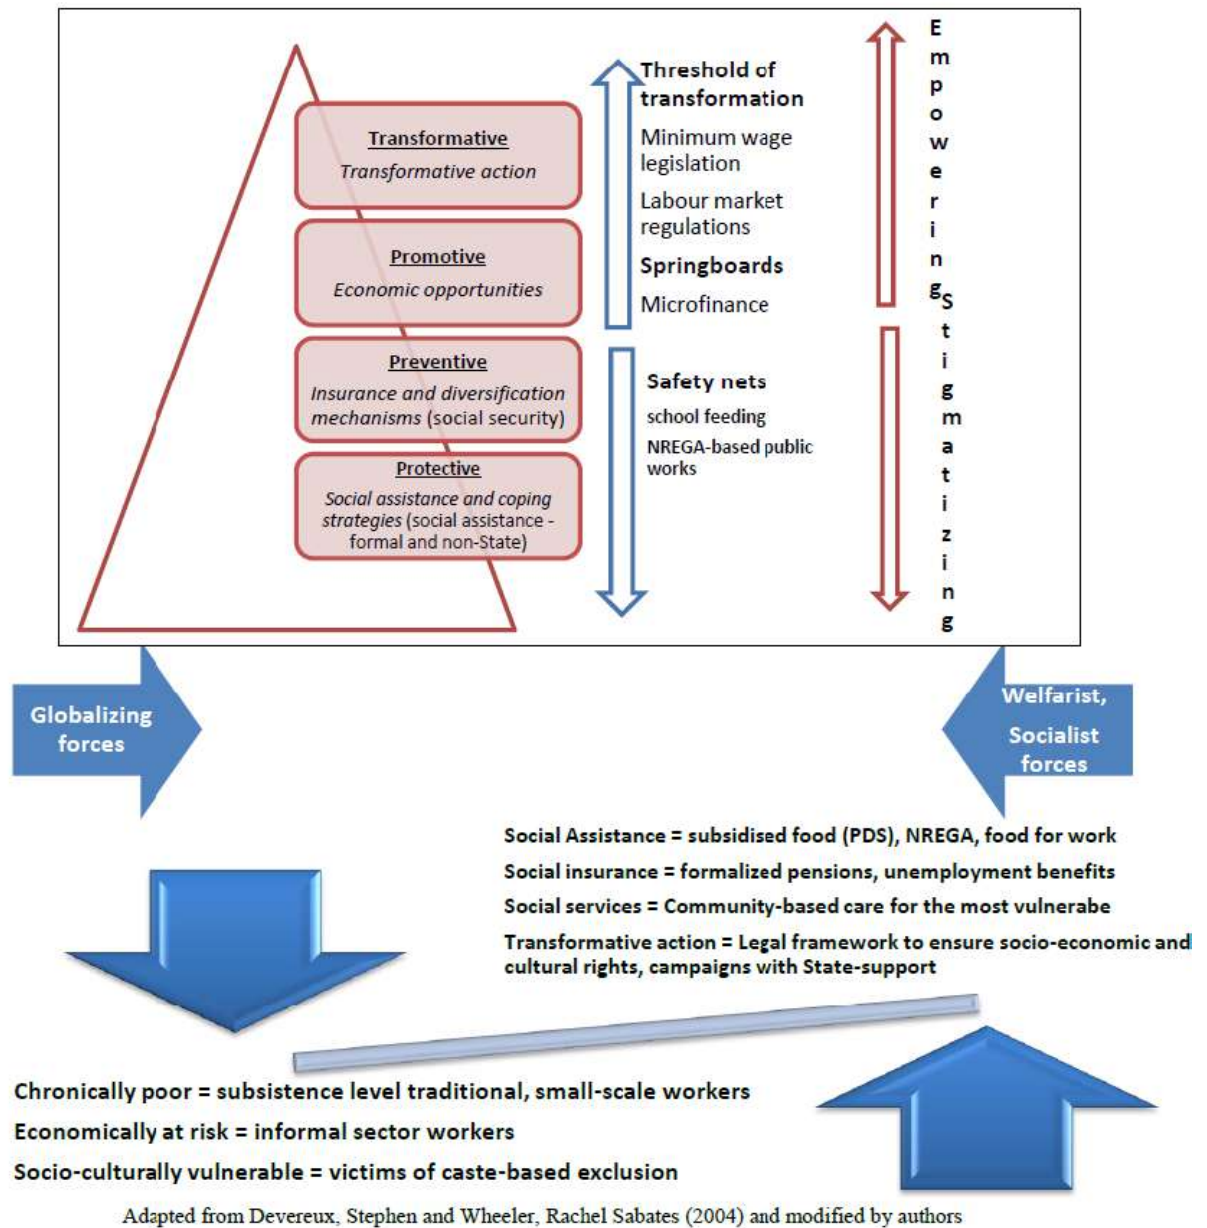 Transformative
Transformative action
Promotive
Economic opportunities
Preventive
Insurance and diversification
mechanisms (social security)
Protective
Social assistance and coping
strategies (social assistance -
formal and non-State)
Threshold of
transformation
Minimum wage
legislation
Labour market
regulations
Springboards
Microfinance
Safety nets
school feeding
NREGA-based public
works
Empowering
Stigmatizing
Globalizing
forces
Welfarist,
Socialist
forces
Social Assistance = subsidised food (PDS), NREGA, food for work
Social insurance = formalized pensions, unemployment benefits
Social services = Community-based care for the most vulnerabe
Transformative action = Legal framework to ensure socio-economic and
cultural rights, campaigns with State-support
Chronically poor = subsistence level traditional, small-scale workers
Economically at risk = informal sector workers
Socio-culturally vulnerable = victims of caste-based exclusion
Adapted from Devereux, Stephen and Wheeler, Rachel Sabates (2004) and modified by authors